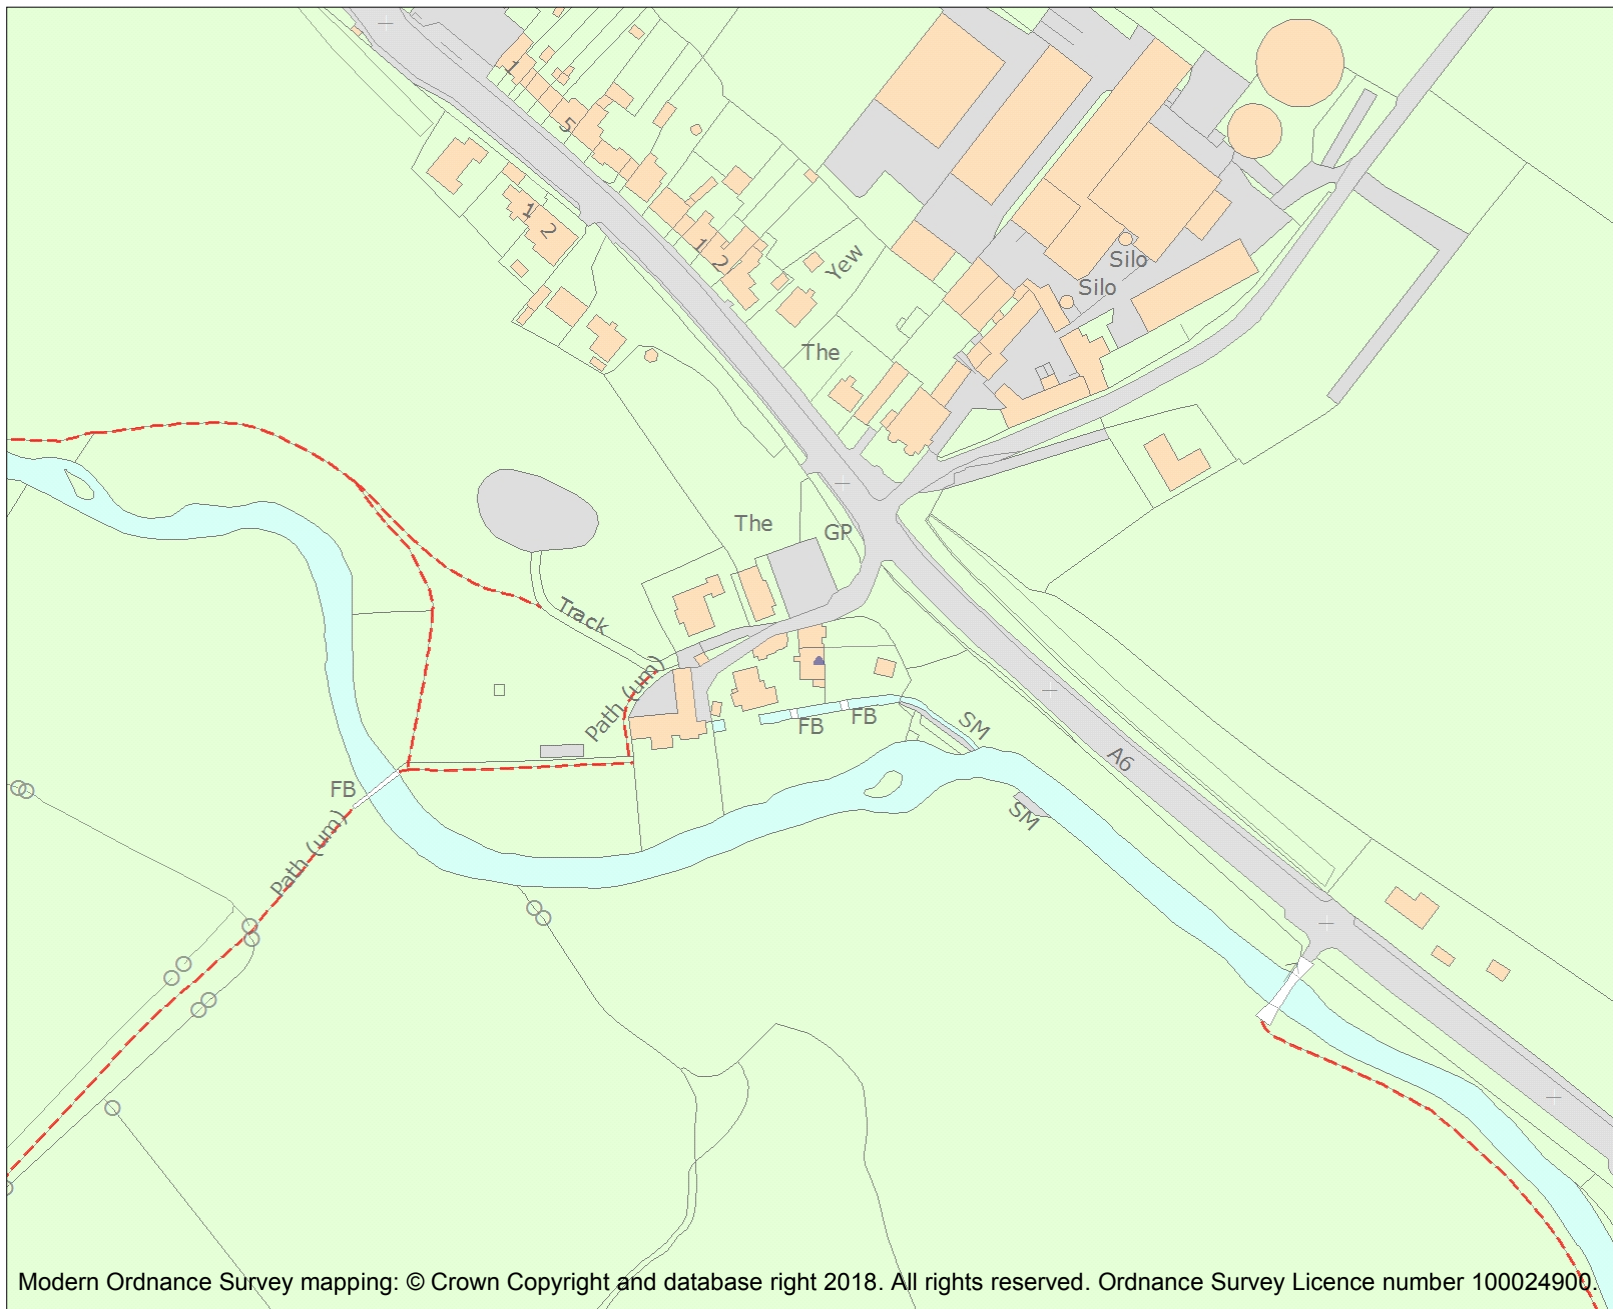 1
5
1
2
1
2
Yew
Silo
Silo
The
The
GP
Track
Path (um)
FB
FB
SM
A6
FB
SM
Path (um)
Modern Ordnance Survey mapping: © Crown Copyright and database right 2018. All rights reserved. Ordnance Survey Licence number 100024900.